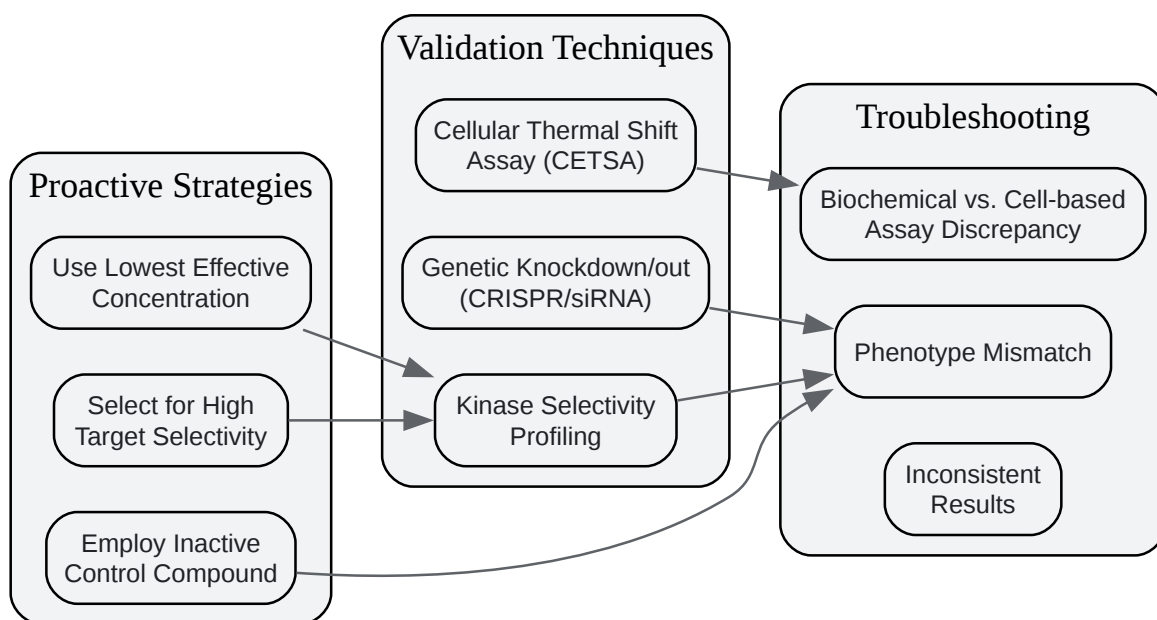 Proactive Strategies
Use Lowest Effective
Concentration
Select for High
Target Selectivity
Employ Inactive
Control Compound
Validation Techniques
Cellular Thermal Shift
Assay (CETSA)
Genetic Knockdown/out
(CRISPR/siRNA)
Kinase Selectivity
Profiling
Troubleshooting
Biochemical vs. Cell-based
Assay Discrepancy
Phenotype Mismatch
Inconsistent
Results